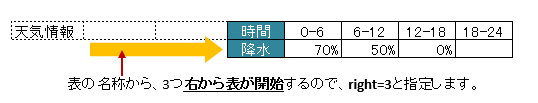 天気情報 時間 0-6 6-12 12-18 18-24
降水 70% 50% 0%
表の名称から、3つ右から表が開始するので、right=3と指定します。